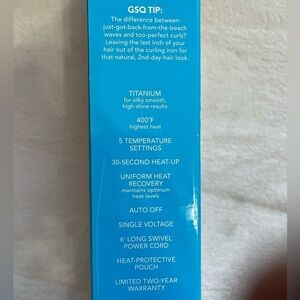 GSQ TIP:
The difference between
just-got-back-from-the-beach
waves and too-perfect curls?
Leaving the last inch of your
hair out of the curling iron for
that natural, 2nd-day-hair look.
TITANIUM
for silky smooth,
high-shine results
400°F
highest heat
5 TEMPERATURE
SETTINGS
30-SECOND HEAT-UP
UNIFORM HEAT
RECOVERY
maintains optimum
heat levels
AUTO OFF
SINGLE VOLTAGE
6' LONG SWIVEL
POWER CORD
HEAT-PROTECTIVE
POUCH
LIMITED TWO-YEAR
WARRANTY